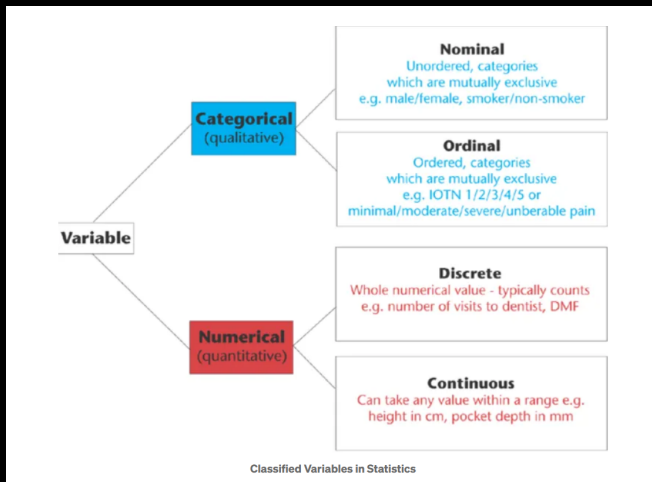 Nominal
Unordered, categories
which are mutually exclusive
e.g. male/female, smoker/non-smoker
Categorical
(qualitative)
Ordinal
Ordered, categories
which are mutually exclusive
e.g. IOTN 1/2/3/4/5 or
minimal/moderate/severe/unberable pain
Variable
Discrete
Whole numerical value - typically counts
e.g. number of visits to dentist, DMF
Numerical
(quantitative)
Continuous
Can take any value within a range e.g.
height in cm, pocket depth in mm
Classified Variables in Statistics